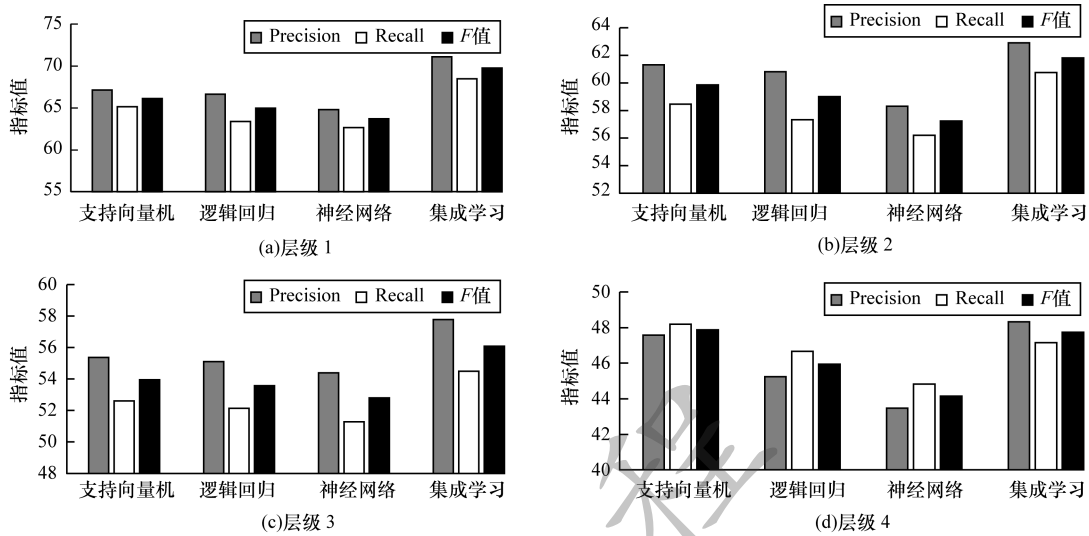 Precision Recall F值
75
70
65
60
55
指标值
支持向量机 逻辑回归 神经网络 集成学习
(a)层级 1
Precision Recall F值
64
62
60
58
56
54
52
指标值
支持向量机 逻辑回归 神经网络 集成学习
(b)层级 2
Precision Recall F值
60
58
56
54
52
50
48
指标值
支持向量机 逻辑回归 神经网络 集成学习
(c)层级 3
Precision Recall F值
50
48
46
44
42
40
指标值
支持向量机 逻辑回归 神经网络 集成学习
(d)层级 4
程